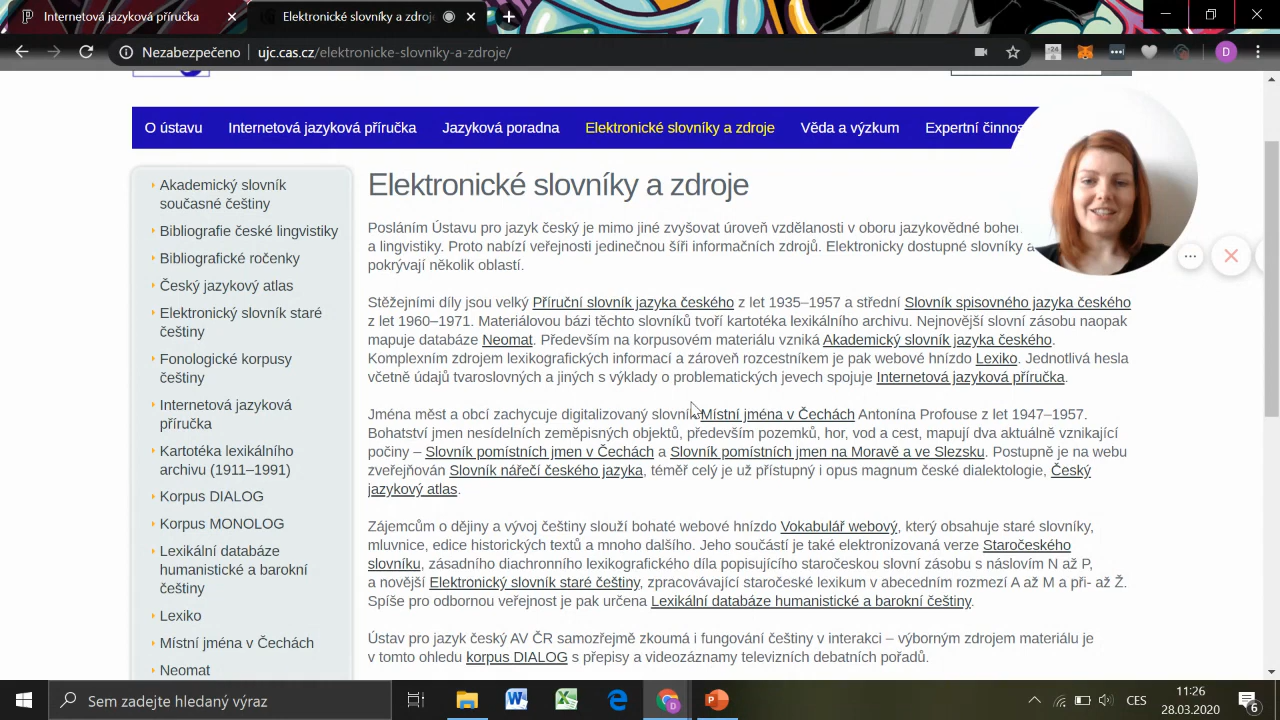 Internetová jazyková příručka
Elektronické slovníky a zdroj
Nezabezpečeno
ujc.cas.cz/elektronicke-slovniky-a-zdroje/
-24
D
O ústavu
Internetová jazyková příručka
Jazyková poradna
Elektronické slovníky a zdroje
Věda a výzkum
Expertní činnos
Akademický slovník
současné češtiny
Bibliografie české lingvistiky
Bibliografické ročenky
Český jazykový atlas
Elektronický slovník staré
češtiny
Fonologické korpusy
češtiny
Internetová jazyková
příručka
Kartotéka lexikálního
archivu (1911–1991)
Korpus DIALOG
Korpus MONOLOG
Lexikální databáze
humanistické a barokní
češtiny
Lexiko
Místní jména v Čechách
Neomat
Elektronické slovníky a zdroje
Posláním Ústavu pro jazyk český je mimo jiné zvyšovat úroveň vzdělanosti v oboru jazykovědné bohe
a lingvistiky. Proto nabízí veřejnosti jedinečnou šíři informačních zdrojů. Elektronicky dostupné slovníky a
pokrývají několik oblastí.
Stěžejními díly jsou velký Příruční slovník jazyka českého z let 1935–1957 a střední Slovník spisovného jazyka českého
z let 1960–1971. Materiálovou bázi těchto slovníků tvoří kartotéka lexikálního archivu. Nejnovější slovní zásobu naopak
mapuje databáze Neomat. Především na korpusovém materiálu vzniká Akademický slovník jazyka českého.
Komplexním zdrojem lexikografických informací a zároveň rozcestníkem je pak webové hnízdo Lexiko. Jednotlivá hesla
včetně údajů tvaroslovných a jiných s výklady o problematických jevech spojuje Internetová jazyková příručka.
Jména měst a obcí zachycuje digitalizovaný slovník Místní jména v Čechách Antonína Profouse z let 1947–1957.
Bohatství jmen nesídelních zeměpisných objektů, především pozemků, hor, vod a cest, mapují dva aktuálně vznikající
počiny – Slovník pomístních jmen v Čechách a Slovník pomístních jmen na Moravě a ve Slezsku. Postupně je na webu
zveřejňován Slovník nářečí českého jazyka, téměř celý je už přístupný i opus magnum české dialektologie, Český
jazykový atlas.
Zájemcům o dějiny a vývoj češtiny slouží bohaté webové hnízdo Vokabulář webový, který obsahuje staré slovníky,
mluvnice, edice historických textů a mnoho dalšího. Jeho součástí je také elektronizovaná verze Staročeského
slovníku, zásadního diachronního lexikografického díla popisujícího staročeskou slovní zásobu s náslovím N až P,
a novější Elektronický slovník staré češtiny, zpracovávající staročeské lexikum v abecedním rozmezí A až M a při- až Ž.
Spíše pro odbornou veřejnost je pak určena Lexikální databáze humanistické a barokní češtiny.
Ústav pro jazyk český AV ČR samozřejmě zkoumá i fungování češtiny v interakci – výborným zdrojem materiálu je
v tomto ohledu korpus DIALOG s přepisy a videozáznamy televizních debatních pořadů.
Sem zadejte hledaný výraz
D
CES
11:26
28.03.2020
6